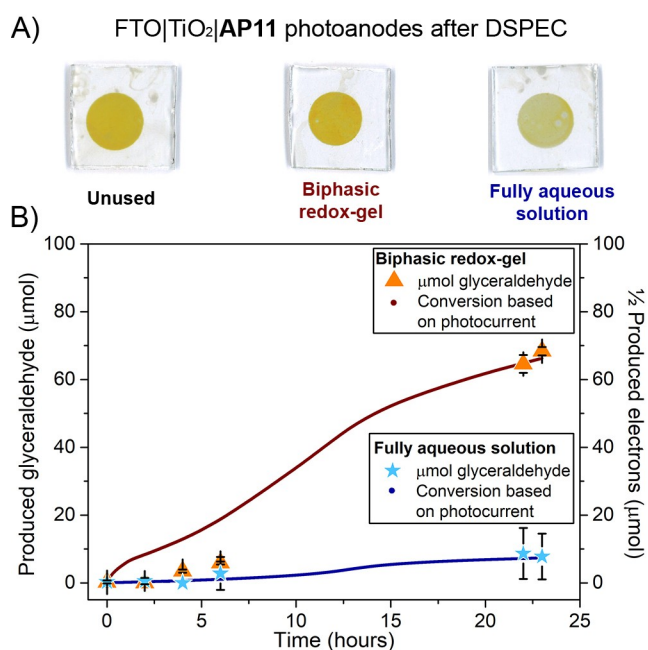 A)
FTO|TiO₂|AP11 photoanodes after DSPEC
Unused
Biphasic
redox-gel
Fully aqueous
solution
B)
100
80
60
40
20
0
Produced glyceraldehyde (μmol)
Biphasic redox-gel
μmol glyceraldehyde
Conversion based
on photocurrent
Fully aqueous solution
μmol glyceraldehyde
Conversion based
on photocurrent
100
80
60
40
20
0
½ Produced electrons
(μmol)
0
5
10
15
20
25
Time (hours)